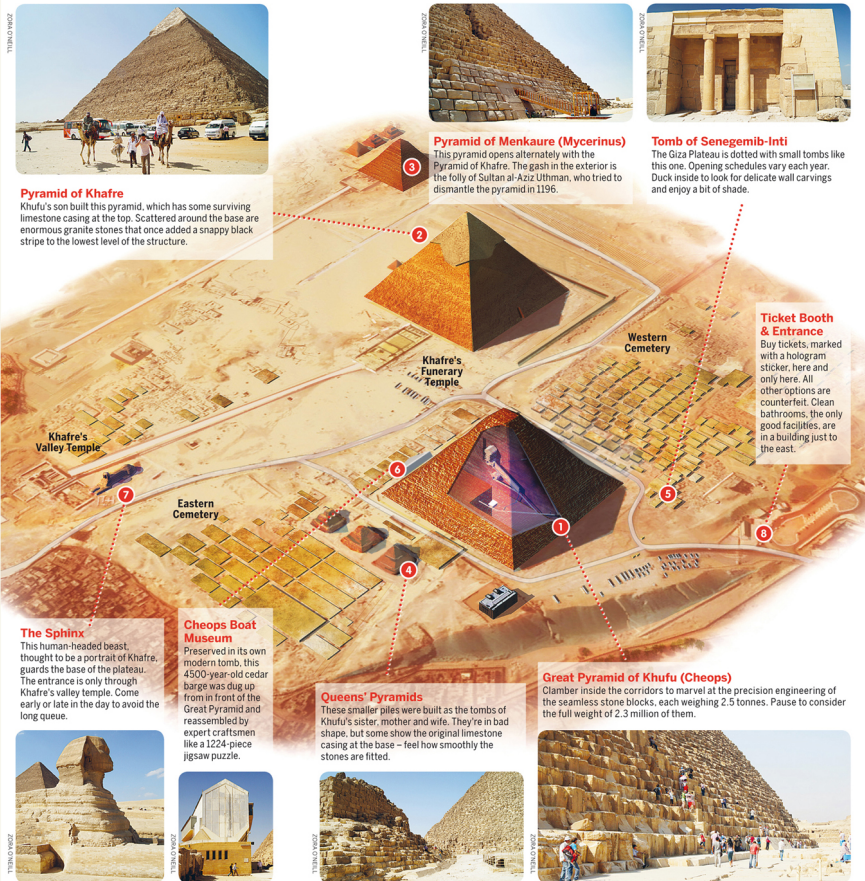 ZORA O'NEILL
ZORA O'NEILL
ZORA O'NEILL
Pyramid of Khafre
Khufu's son built this pyramid, which has some surviving
limestone casing at the top. Scattered around the base are
enormous granite stones that once added a snappy black
stripe to the lowest level of the structure.
Pyramid of Menkaure (Mycerinus)
This pyramid opens alternately with the
Pyramid of Khafre. The gash in the exterior is
the folly of Sultan al-Aziz Uthman, who tried to
dismantle the pyramid in 1196.
Tomb of Senegemib-Inti
The Giza Plateau is dotted with small tombs like
this one. Opening schedules vary each year.
Duck inside to look for delicate wall carvings
and enjoy a bit of shade.
3
2
Ticket Booth
& Entrance
Buy tickets, marked
with a hologram
sticker, here and
only here. All
other options are
counterfeit. Clean
bathrooms, the only
good facilities, are
in a building just to
the east.
Western
Cemetery
Khafre's
Funerary
Temple
Khafre's
Valley Temple
6
7
5
Eastern
Cemetery
1
8
4
The Sphinx
This human-headed beast,
thought to be a portrait of Khafre,
guards the base of the plateau.
The entrance is only through
Khafre's valley temple. Come
early or late in the day to avoid the
long queue.
Cheops Boat
Museum
Preserved in its own
modern tomb, this
4500-year-old cedar
barge was dug up
from in front of the
Great Pyramid and
reassembled by
expert craftsmen
like a 1224-piece
jigsaw puzzle.
Queens' Pyramids
These smaller piles were built as the tombs of
Khufu's sister, mother and wife. They're in bad
shape, but some show the original limestone
casing at the base – feel how smoothly the
stones are fitted.
Great Pyramid of Khufu (Cheops)
Clamber inside the corridors to marvel at the precision engineering of
the seamless stone blocks, each weighing 2.5 tonnes. Pause to consider
the full weight of 2.3 million of them.
ZORA O'NEILL
ZORA O'NEILL
ZORA O'NEILL
ZORA O'NEILL